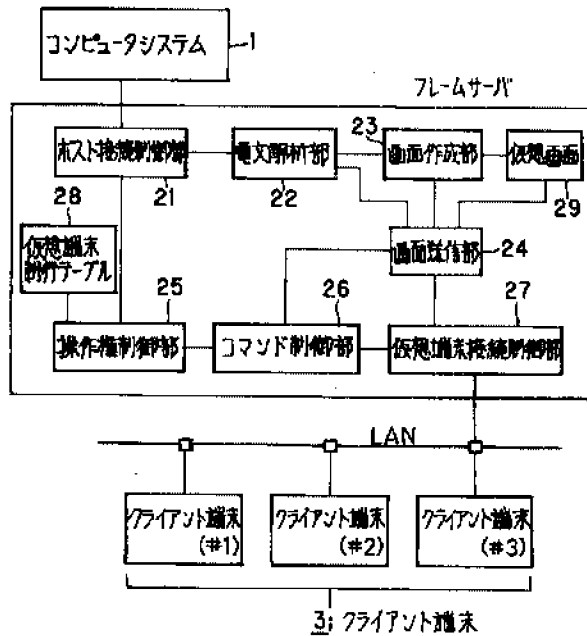 コンピュータシステム
1
フレームサーバ
ホスト接続制御部
21
電文解析部
22
23
画面作成部
仮想画面
29
28
仮想端末
制御テーブル
画面送信部
24
25
操作権制御部
26
コマンド制御部
27
仮想端末接続制御部
LAN
クライアント端末
(#1)
クライアント端末
(#2)
クライアント端末
(#3)
3; クライアント端末